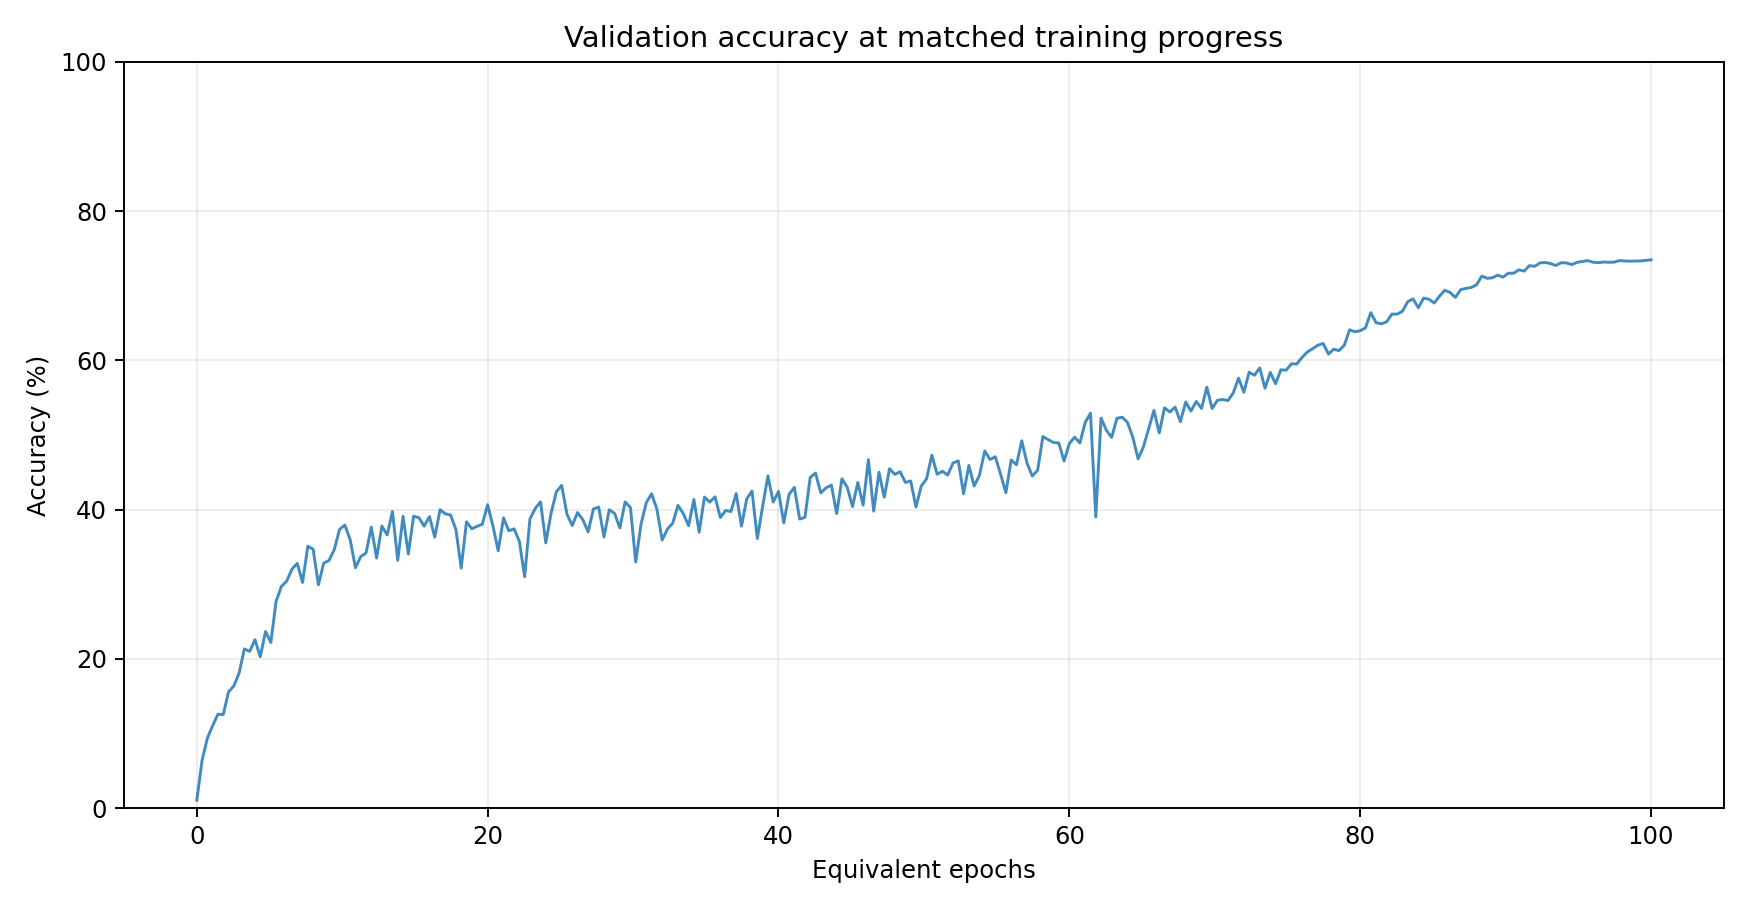 Validation accuracy at matched training progress
100
80
60
40
20
0
Accuracy (%)
0 20 40 60 80 100
Equivalent epochs